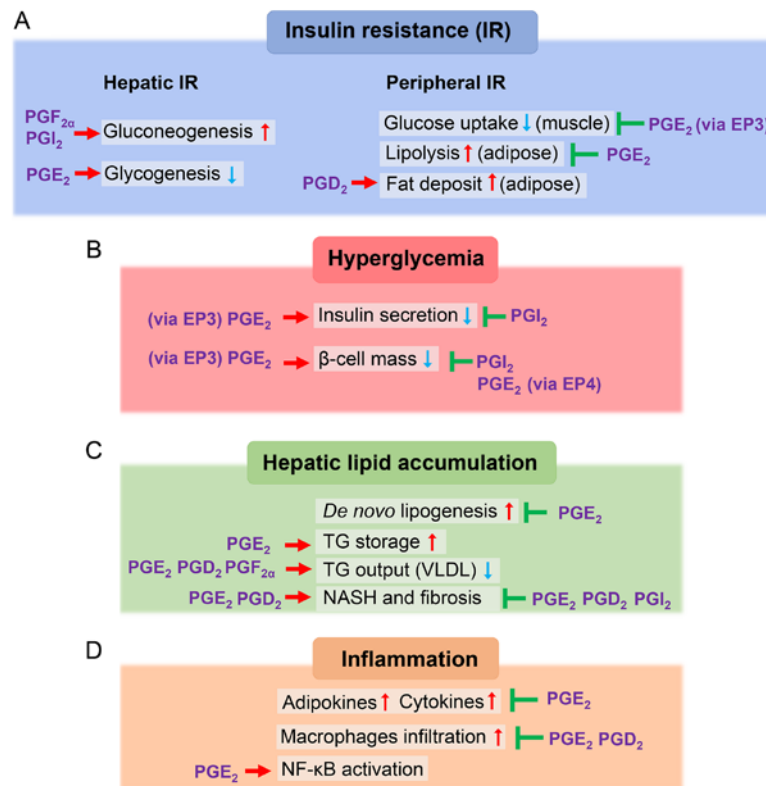 A
Insulin resistance (IR)
Hepatic IR
Peripheral IR
PGF2α
PGI2
Gluconeogenesis ↑
PGE2
Glycogenesis ↓
Glucose uptake ↓ (muscle)
PGE2 (via EP3)
Lipolysis ↑ (adipose)
PGE2
PGD2
Fat deposit ↑ (adipose)
B
Hyperglycemia
(via EP3) PGE2
Insulin secretion ↓
PGI2
(via EP3) PGE2
β-cell mass ↓
PGI2
PGE2 (via EP4)
C
Hepatic lipid accumulation
De novo lipogenesis ↑
PGE2
PGE2
TG storage ↑
PGE2 PGD2 PGF2α
TG output (VLDL) ↓
PGE2 PGD2
NASH and fibrosis
PGE2 PGD2 PGI2
D
Inflammation
Adipokines ↑ Cytokines ↑
PGE2
Macrophages infiltration ↑
PGE2 PGD2
PGE2
NF-κB activation